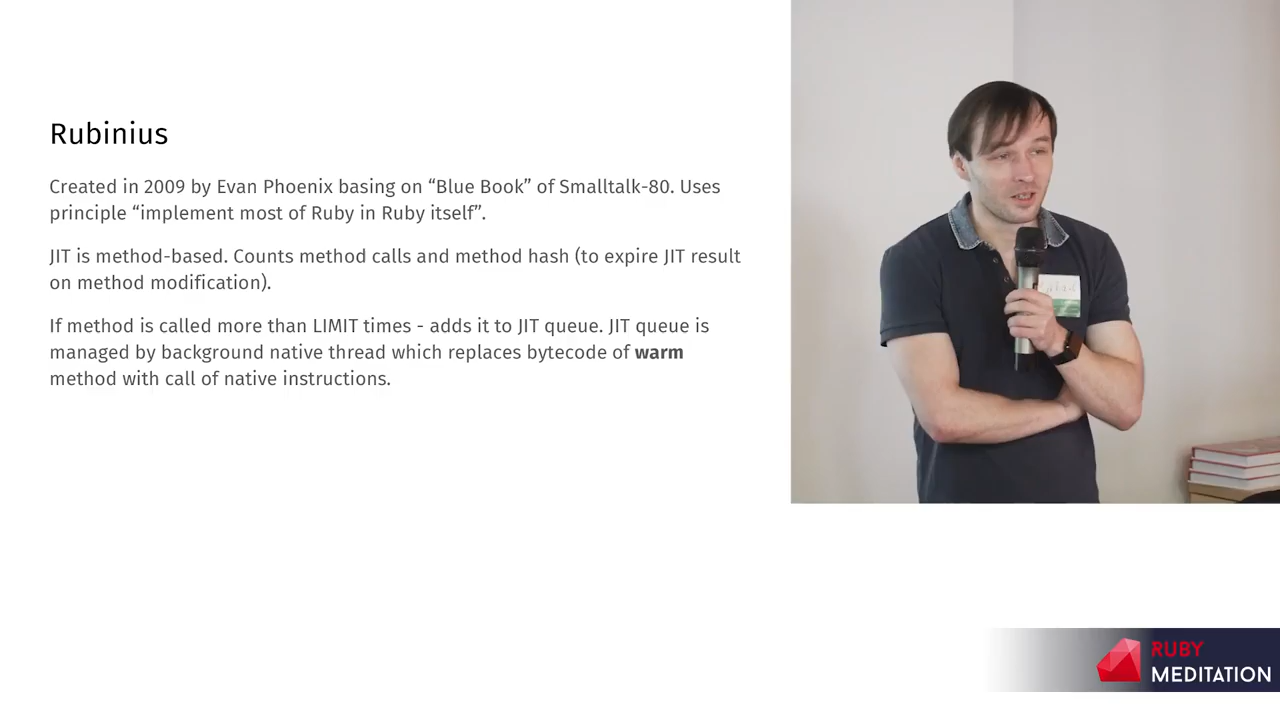 Rubinius
Created in 2009 by Evan Phoenix basing on “Blue Book” of Smalltalk-80. Uses
principle “implement most of Ruby in Ruby itself”.
JIT is method-based. Counts method calls and method hash (to expire JIT result
on method modification).
If method is called more than LIMIT times - adds it to JIT queue. JIT queue is
managed by background native thread which replaces bytecode of warm
method with call of native instructions.
RUBY
MEDITATION